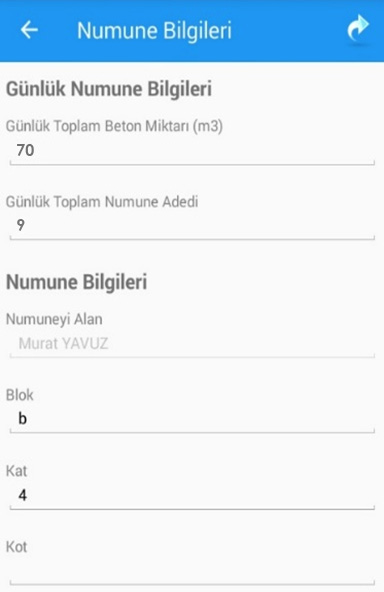 Numune Bilgileri
Günlük Numune Bilgileri
Günlük Toplam Beton Miktarı (m3)
70
Günlük Toplam Numune Adedi
9
Numune Bilgileri
Numuneyi Alan
Murat YAVUZ
Blok
b
Kat
4
Kot